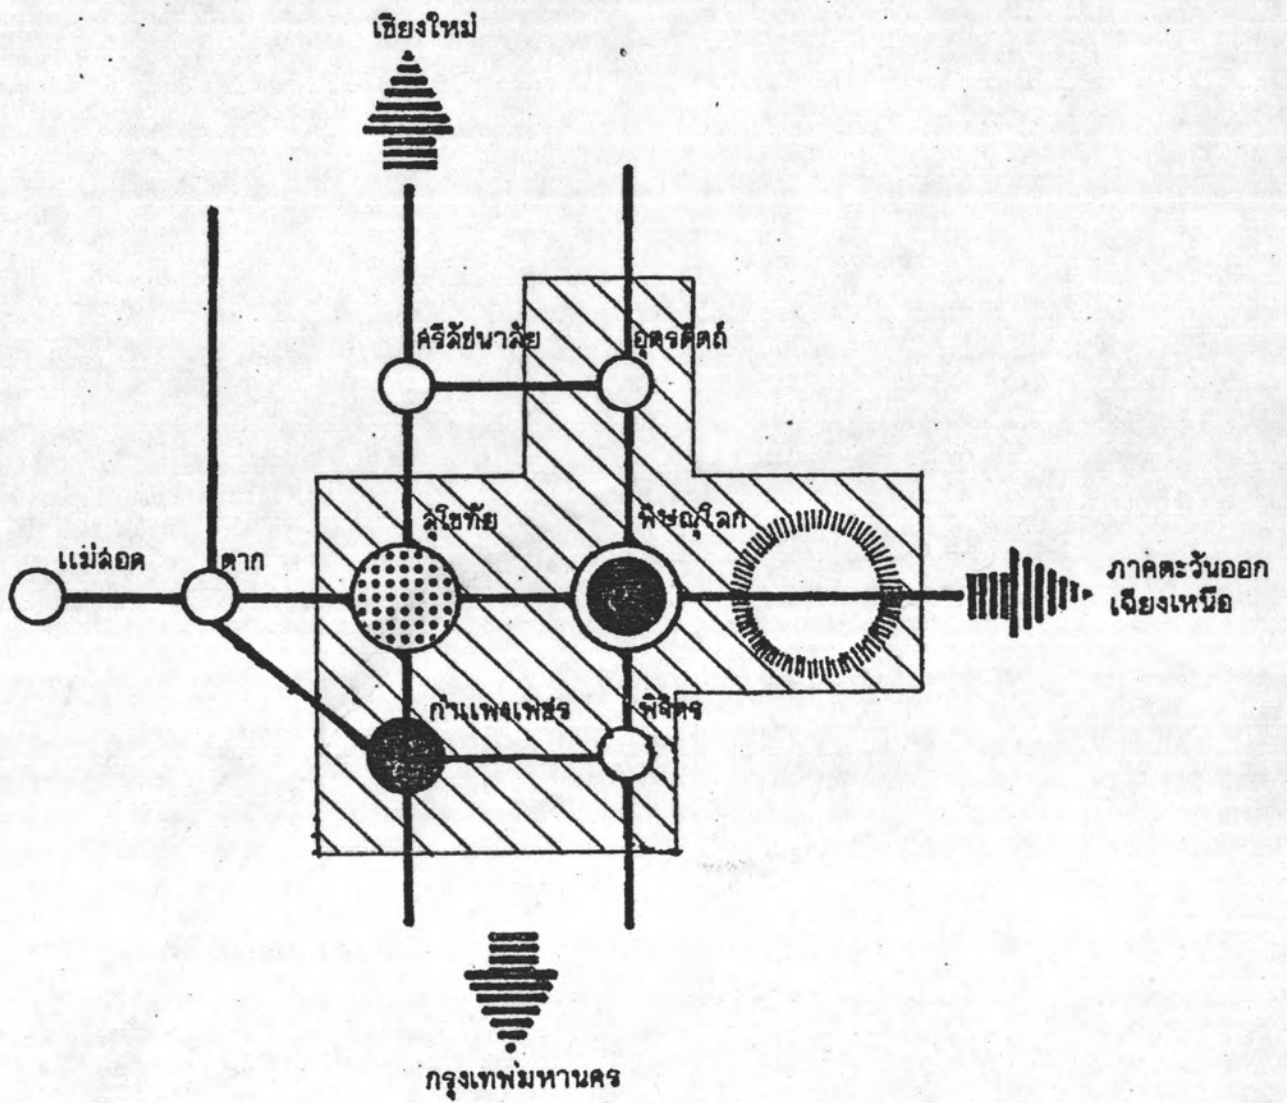 เชียงใหม่
ศรีสัชนาลัย
อุตรดิตถ์
สุโขทัย
พิษณุโลก
แม่สอด
ตาก
ภาคตะวันออก
เฉียงเหนือ
กำแพงเพชร
พิจิตร
กรุงเทพมหานคร